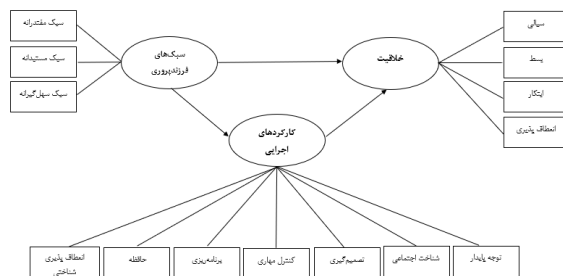 سبک مقتدرانه
سبک مستبدانه
سبک سهل‌گیرانه
سبک‌های
فرزندپروری
خلاقیت
سیالی
بسط
ابتکار
انعطاف پذیری
کارکردهای
اجرایی
انعطاف پذیری
شناختی
حافظه
برنامه‌ریزی
کنترل مهاری
تصمیم‌گیری
شناخت اجتماعی
توجه پایدار